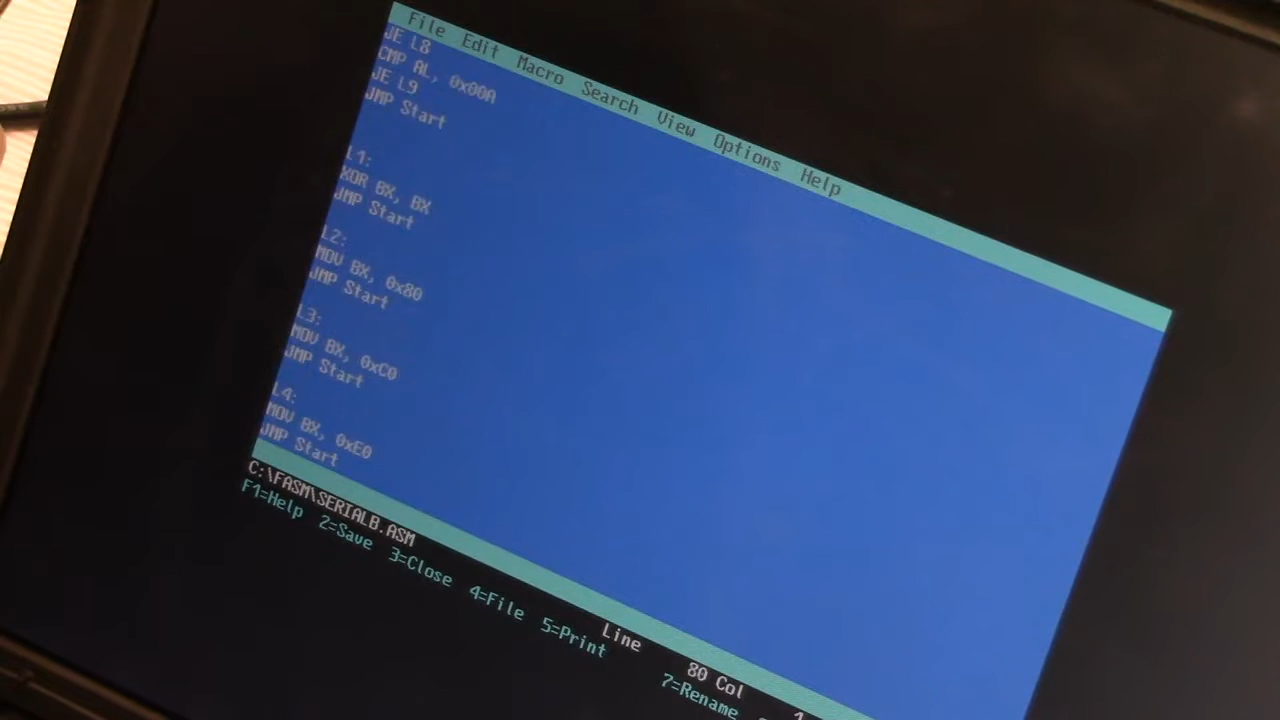 File Edit Macro Search View Options Help
JE L8
CMP AL, 0x00A
JE L9
JMP Start
L1:
XOR BX, BX
JMP Start
L2:
MOV BX, 0x80
JMP Start
L3:
MOV BX, 0xC0
JMP Start
L4:
MOV BX, 0xE0
JMP Start
C:\FASM\SERIALB.ASM Line 80 Col 1
F1=Help 2=Save 3=Close 4=File 5=Print 7=Rename